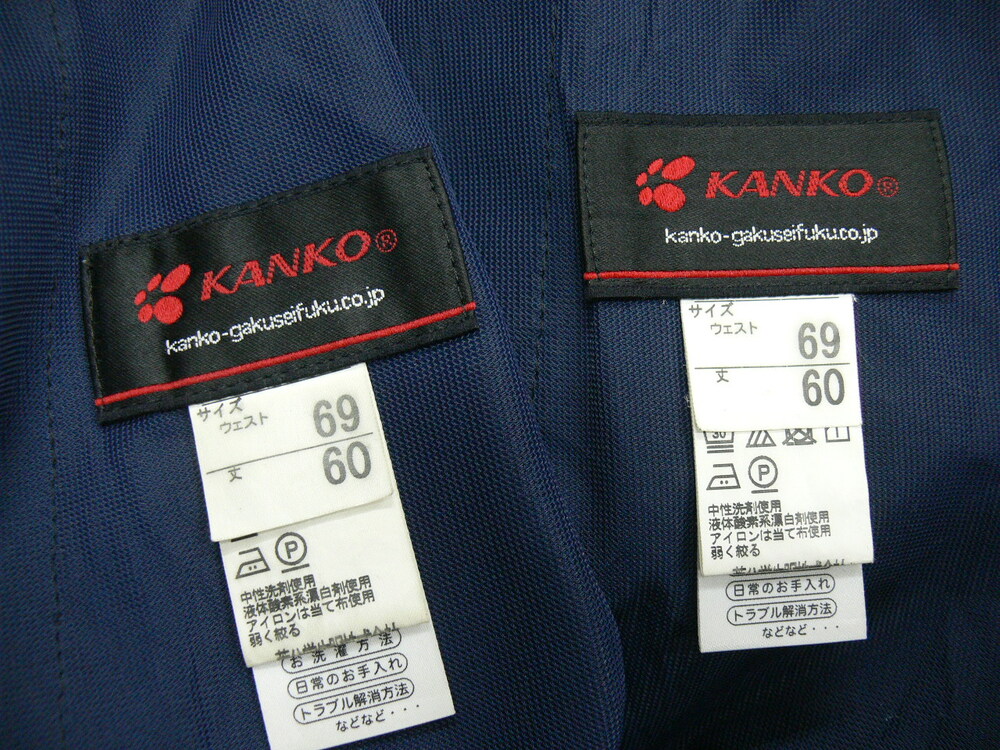 KANKO®
kanko-gakuseifuku.co.jp
サイズ
ウェスト 69
丈 60
P
中性洗剤使用
液体酸素系漂白剤使用
アイロンは当て布使用
弱く絞る
お洗濯方法
日常のお手入れ
トラブル解消方法
などなど・・・
KANKO®
kanko-gakuseifuku.co.jp
サイズ
ウェスト 69
丈 60
30
P
中性洗剤使用
液体酸素系漂白剤使用
アイロンは当て布使用
弱く絞る
日常のお手入れ
トラブル解消方法
などなど・・・